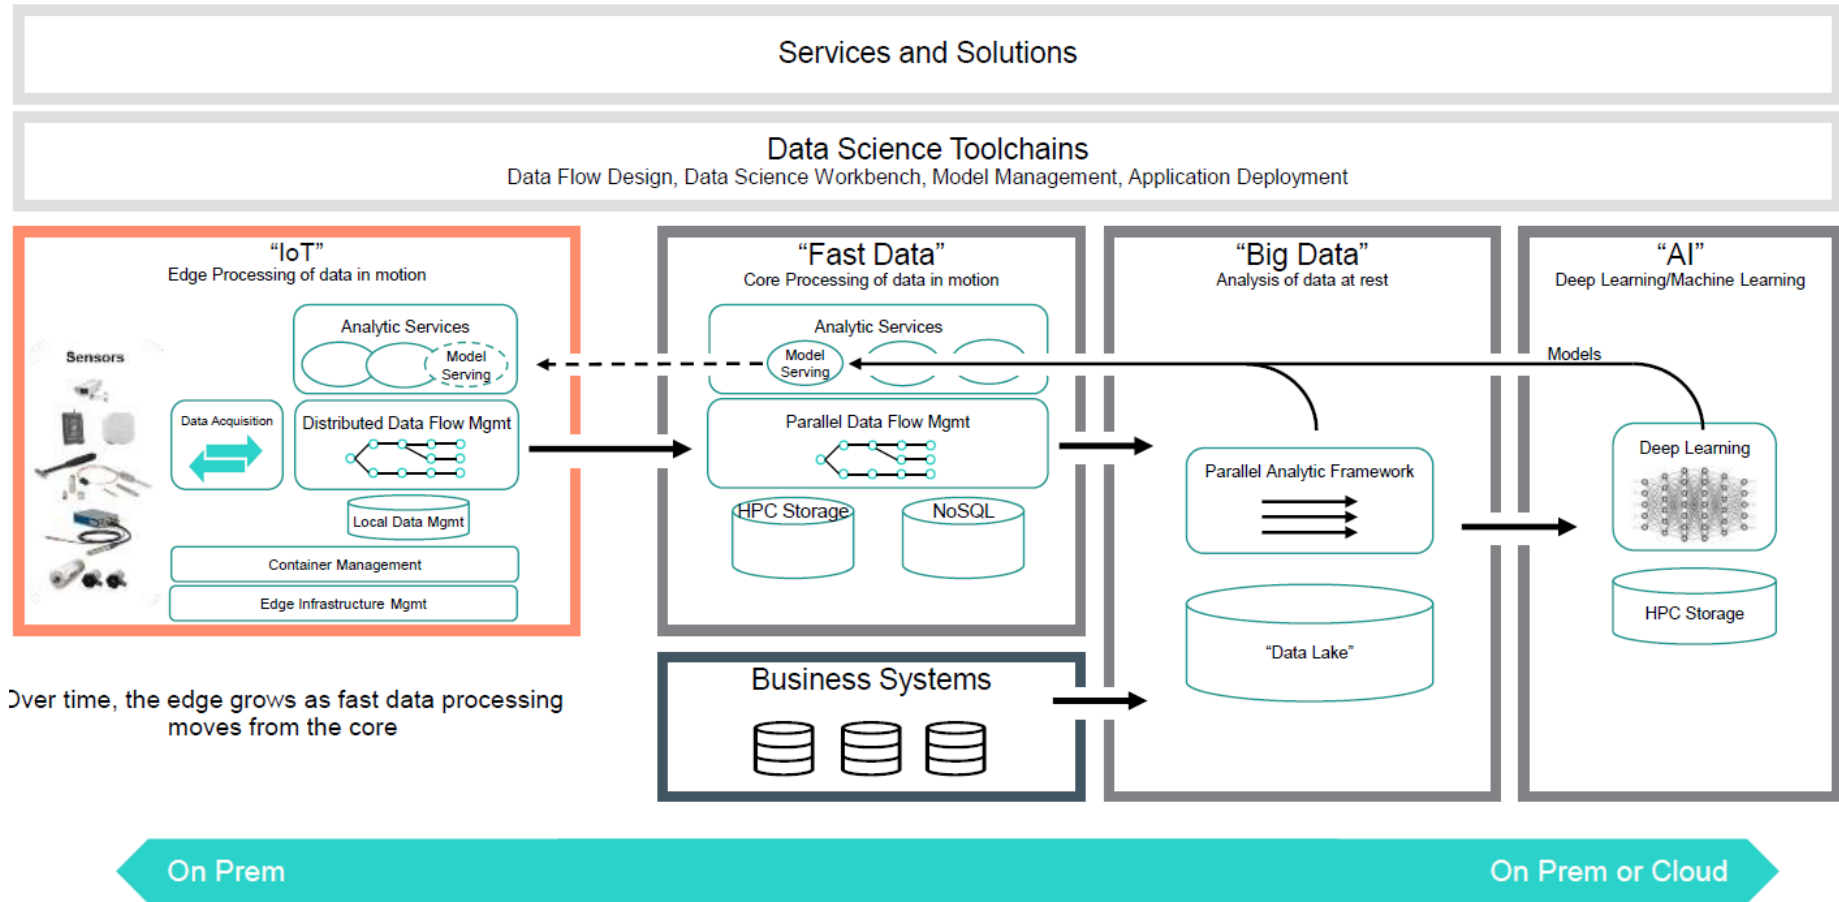 Services and Solutions
Data Science Toolchains
Data Flow Design, Data Science Workbench, Model Management, Application Deployment
“IoT”
Edge Processing of data in motion
Sensors
Analytic Services
Model
Serving
Data Acquisition
Distributed Data Flow Mgmt
Local Data Mgmt
Container Management
Edge Infrastructure Mgmt
“Fast Data”
Core Processing of data in motion
Analytic Services
Model
Serving
Parallel Data Flow Mgmt
HPC Storage
NoSQL
“Big Data”
Analysis of data at rest
Parallel Analytic Framework
“Data Lake”
“AI”
Deep Learning/Machine Learning
Models
Deep Learning
HPC Storage
Over time, the edge grows as fast data processing
moves from the core
Business Systems
On Prem
On Prem or Cloud